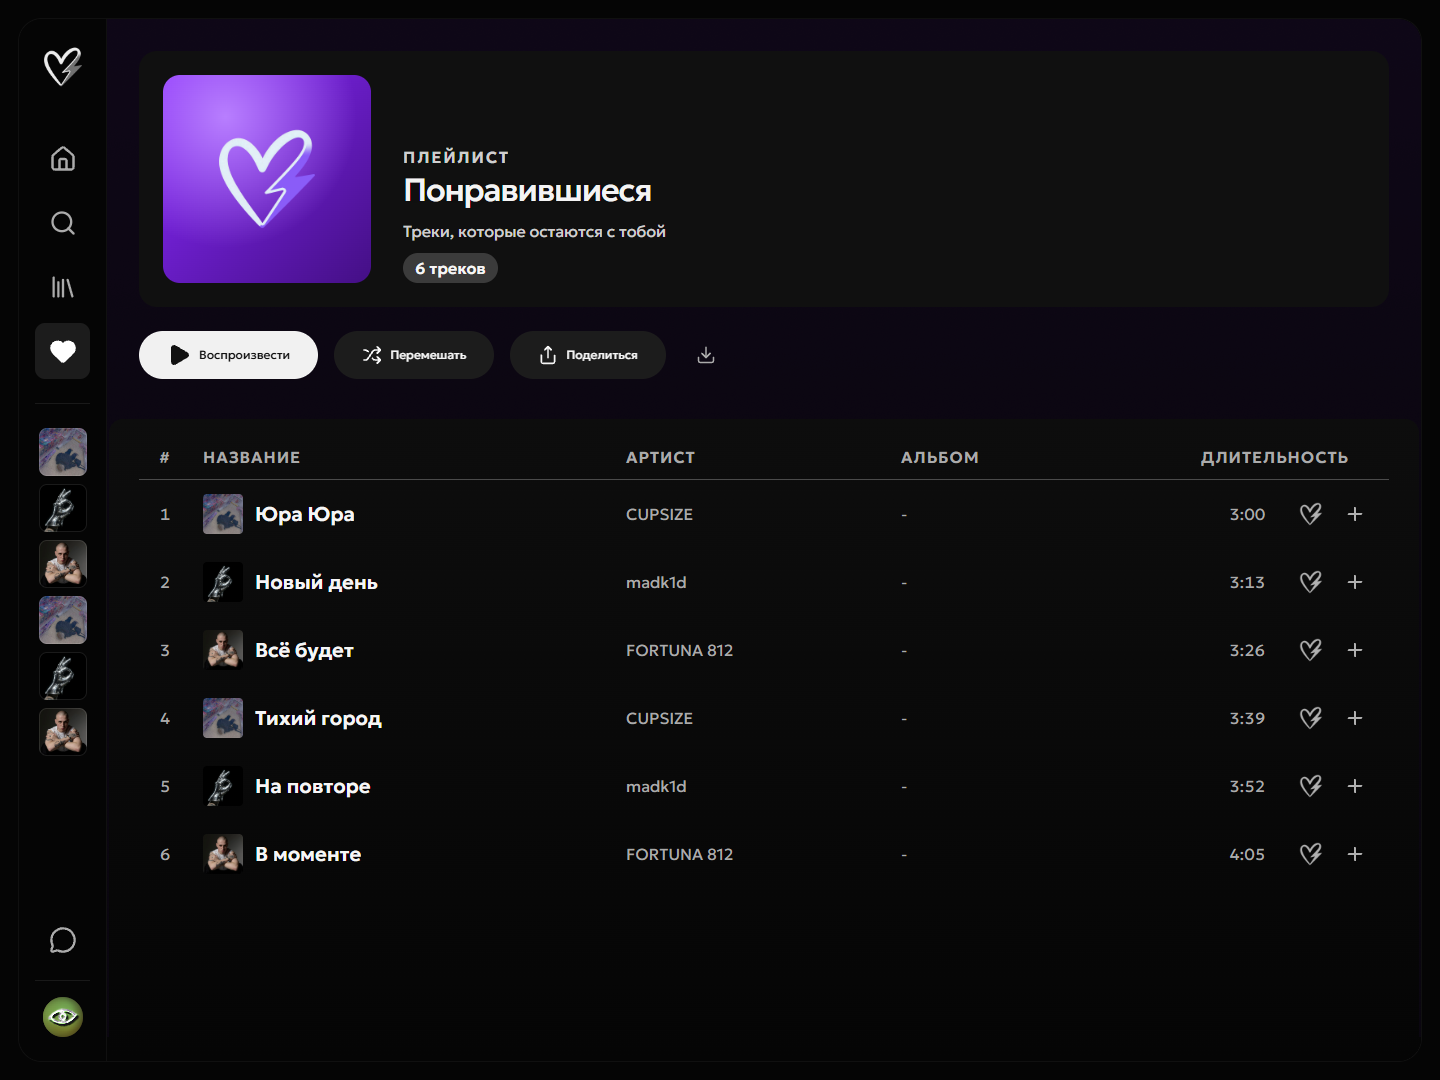 ПЛЕЙЛИСТ
Понравившиеся
Треки, которые остаются с тобой
6 треков
Воспроизвести Перемешать Поделиться
# НАЗВАНИЕ АРТИСТ АЛЬБОМ ДЛИТЕЛЬНОСТЬ
1 Юра Юра CUPSIZE - 3:00
2 Новый день madk1d - 3:13
3 Всё будет FORTUNA 812 - 3:26
4 Тихий город CUPSIZE - 3:39
5 На повторе madk1d - 3:52
6 В моменте FORTUNA 812 - 4:05